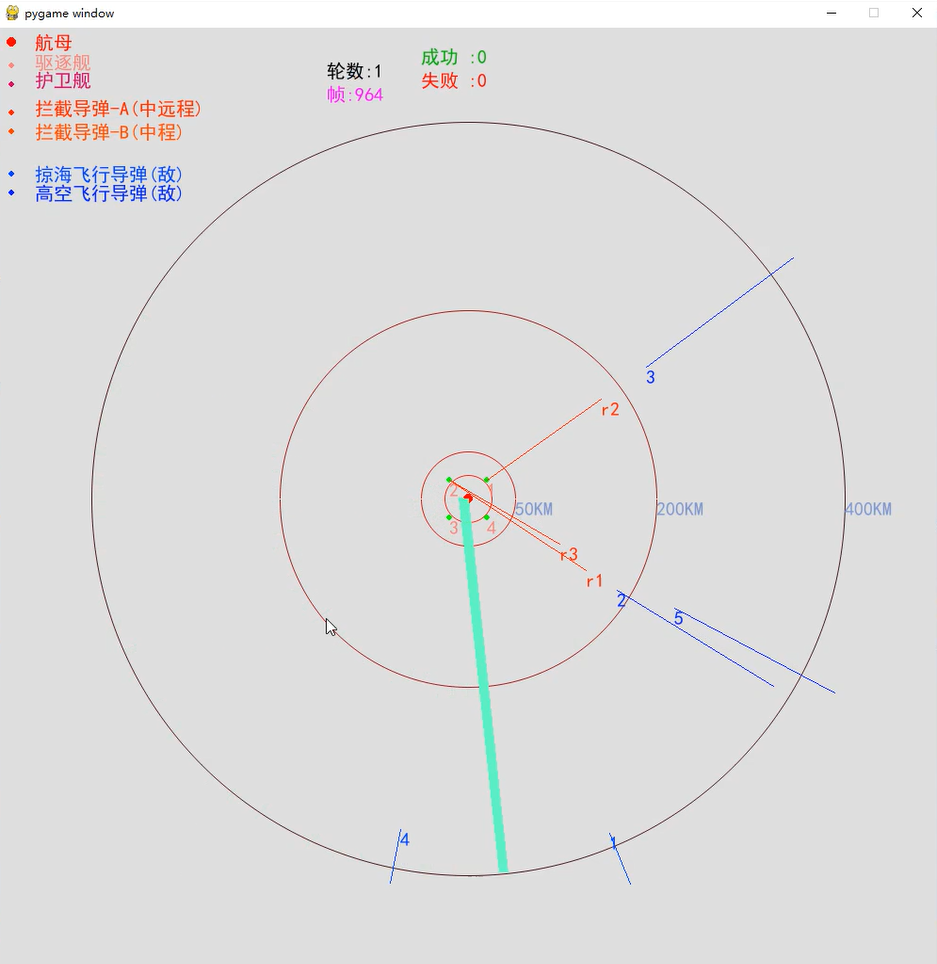 pygame window
航母
驱逐舰
护卫舰
拦截导弹-A(中远程)
拦截导弹-B(中程)
掠海飞行导弹(敌)
高空飞行导弹(敌)
轮数:1
帧:964
成功 :0
失败 :0
3
r2
2
1
50KM
200KM
400KM
3
4
r3
r1
2
5
4
1